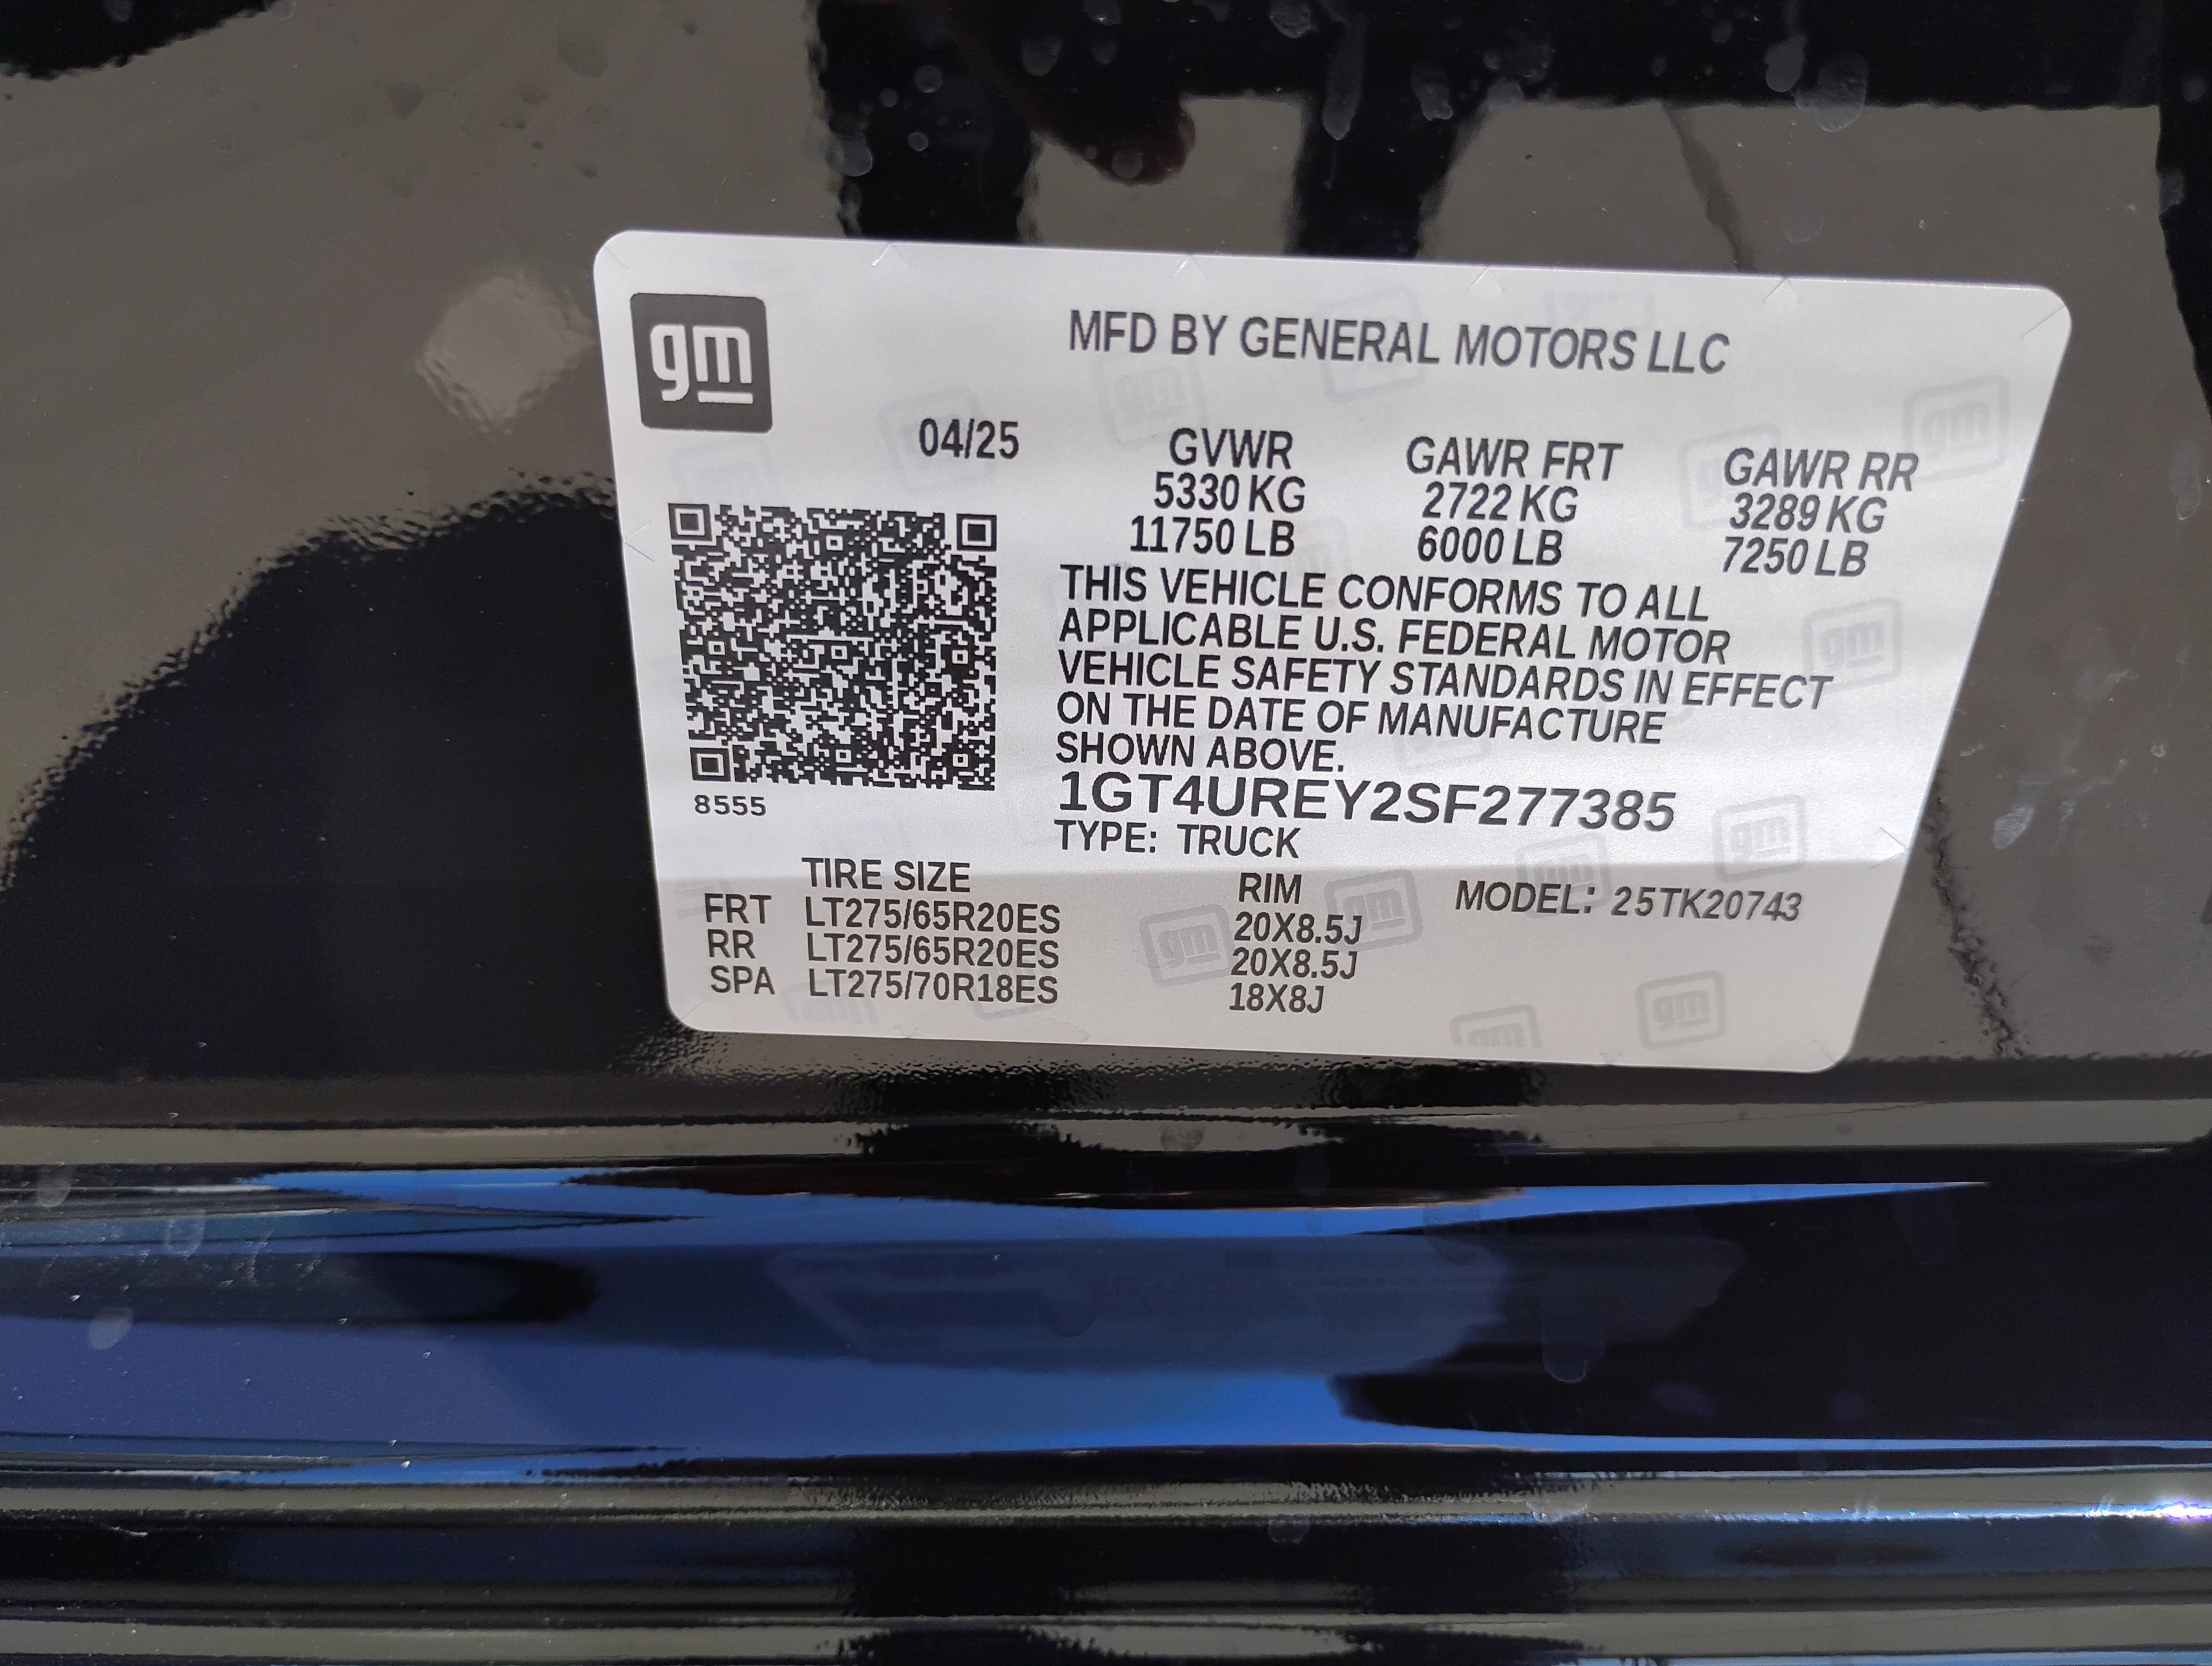 gm
MFD BY GENERAL MOTORS LLC
04/25 GVWR GAWR FRT GAWR RR
5330 KG 2722 KG 3289 KG
11750 LB 6000 LB 7250 LB
THIS VEHICLE CONFORMS TO ALL
APPLICABLE U.S. FEDERAL MOTOR
VEHICLE SAFETY STANDARDS IN EFFECT
ON THE DATE OF MANUFACTURE
SHOWN ABOVE.
8555
1GT4UREY2SF277385
TYPE: TRUCK
TIRE SIZE RIM MODEL: 25TK20743
FRT LT275/65R20ES 20X8.5J
RR LT275/65R20ES 20X8.5J
SPA LT275/70R18ES 18X8J